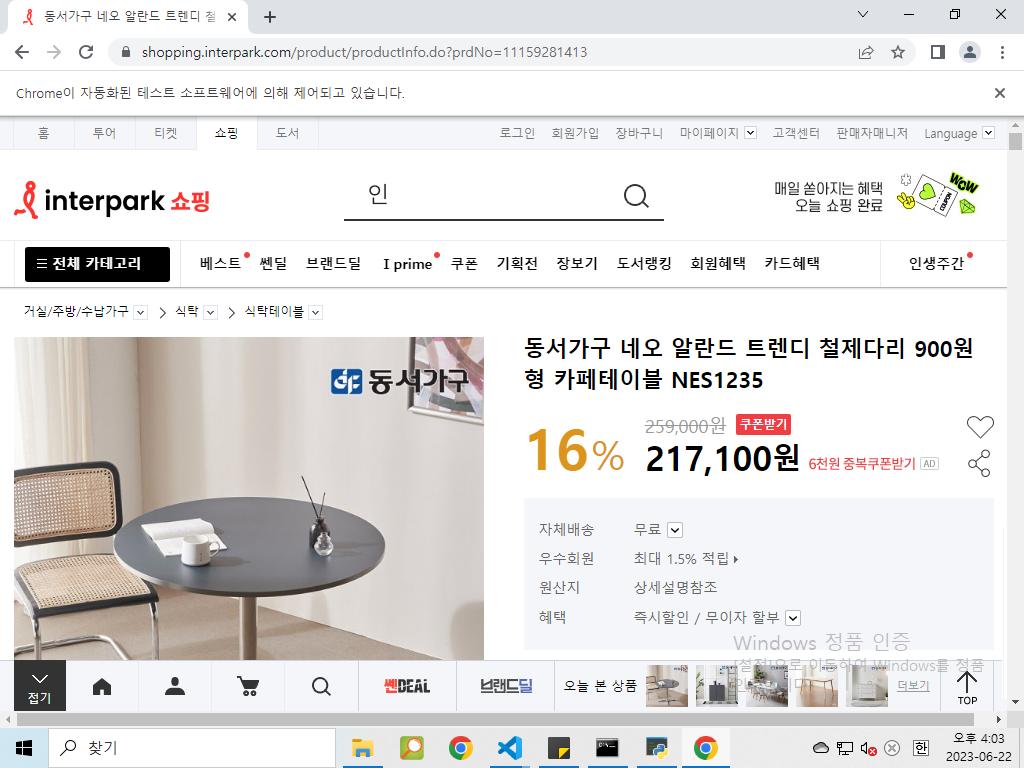 동서가구 네오 알란드 트렌디 철
shopping.interpark.com/product/productInfo.do?prdNo=11159281413
Chrome이 자동화된 테스트 소프트웨어에 의해 제어되고 있습니다.
홈 투어 티켓 쇼핑 도서 로그인 회원가입 장바구니 마이페이지 고객센터 판매자매니저 Language
interpark 쇼핑
인
매일 쏟아지는 혜택
오늘 쇼핑 완료
WOW
COUPON
전체 카테고리 베스트 쎈딜 브랜드딜 I prime 쿠폰 기획전 장보기 도서랭킹 회원혜택 카드혜택 인생주간
거실/주방/수납가구 > 식탁 > 식탁테이블
동서가구
동서가구 네오 알란드 트렌디 철제다리 900원
형 카페테이블 NES1235
259,000원 쿠폰받기
16% 217,100원 6천원 중복쿠폰받기 AD
자체배송 무료
우수회원 최대 1.5% 적립
원산지 상세설명참조
혜택 즉시할인 / 무이자 할부
Windows 정품 인증
[설정]으로 이동하여 Windows를 정품
접기
쎈DEAL 브랜드딜 오늘 본 상품 더보기
TOP
찾기
한
오후 4:03
2023-06-22